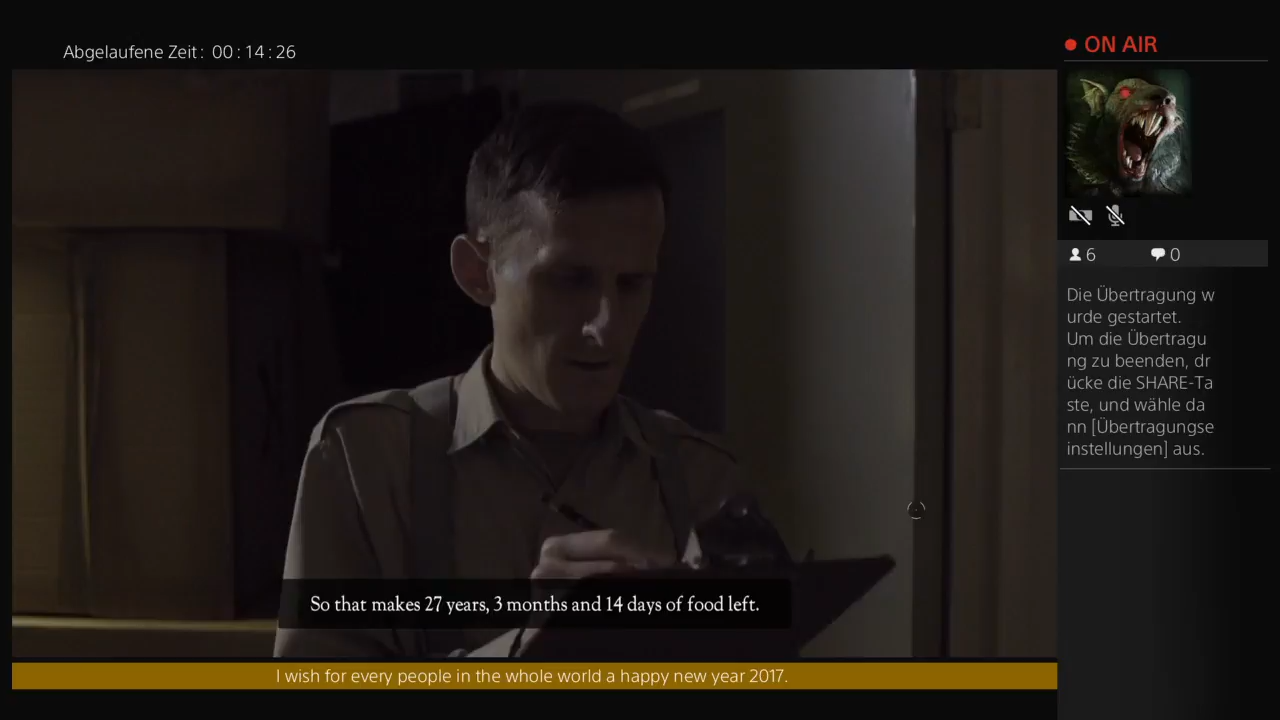 Abgelaufene Zeit: 00:14:26
ON AIR
6 0
Die Übertragung w
urde gestartet.
Um die Übertragu
ng zu beenden, dr
ücke die SHARE-Ta
ste, und wähle da
nn [Übertragungse
instellungen] aus.
So that makes 27 years, 3 months and 14 days of food left.
I wish for every people in the whole world a happy new year 2017.